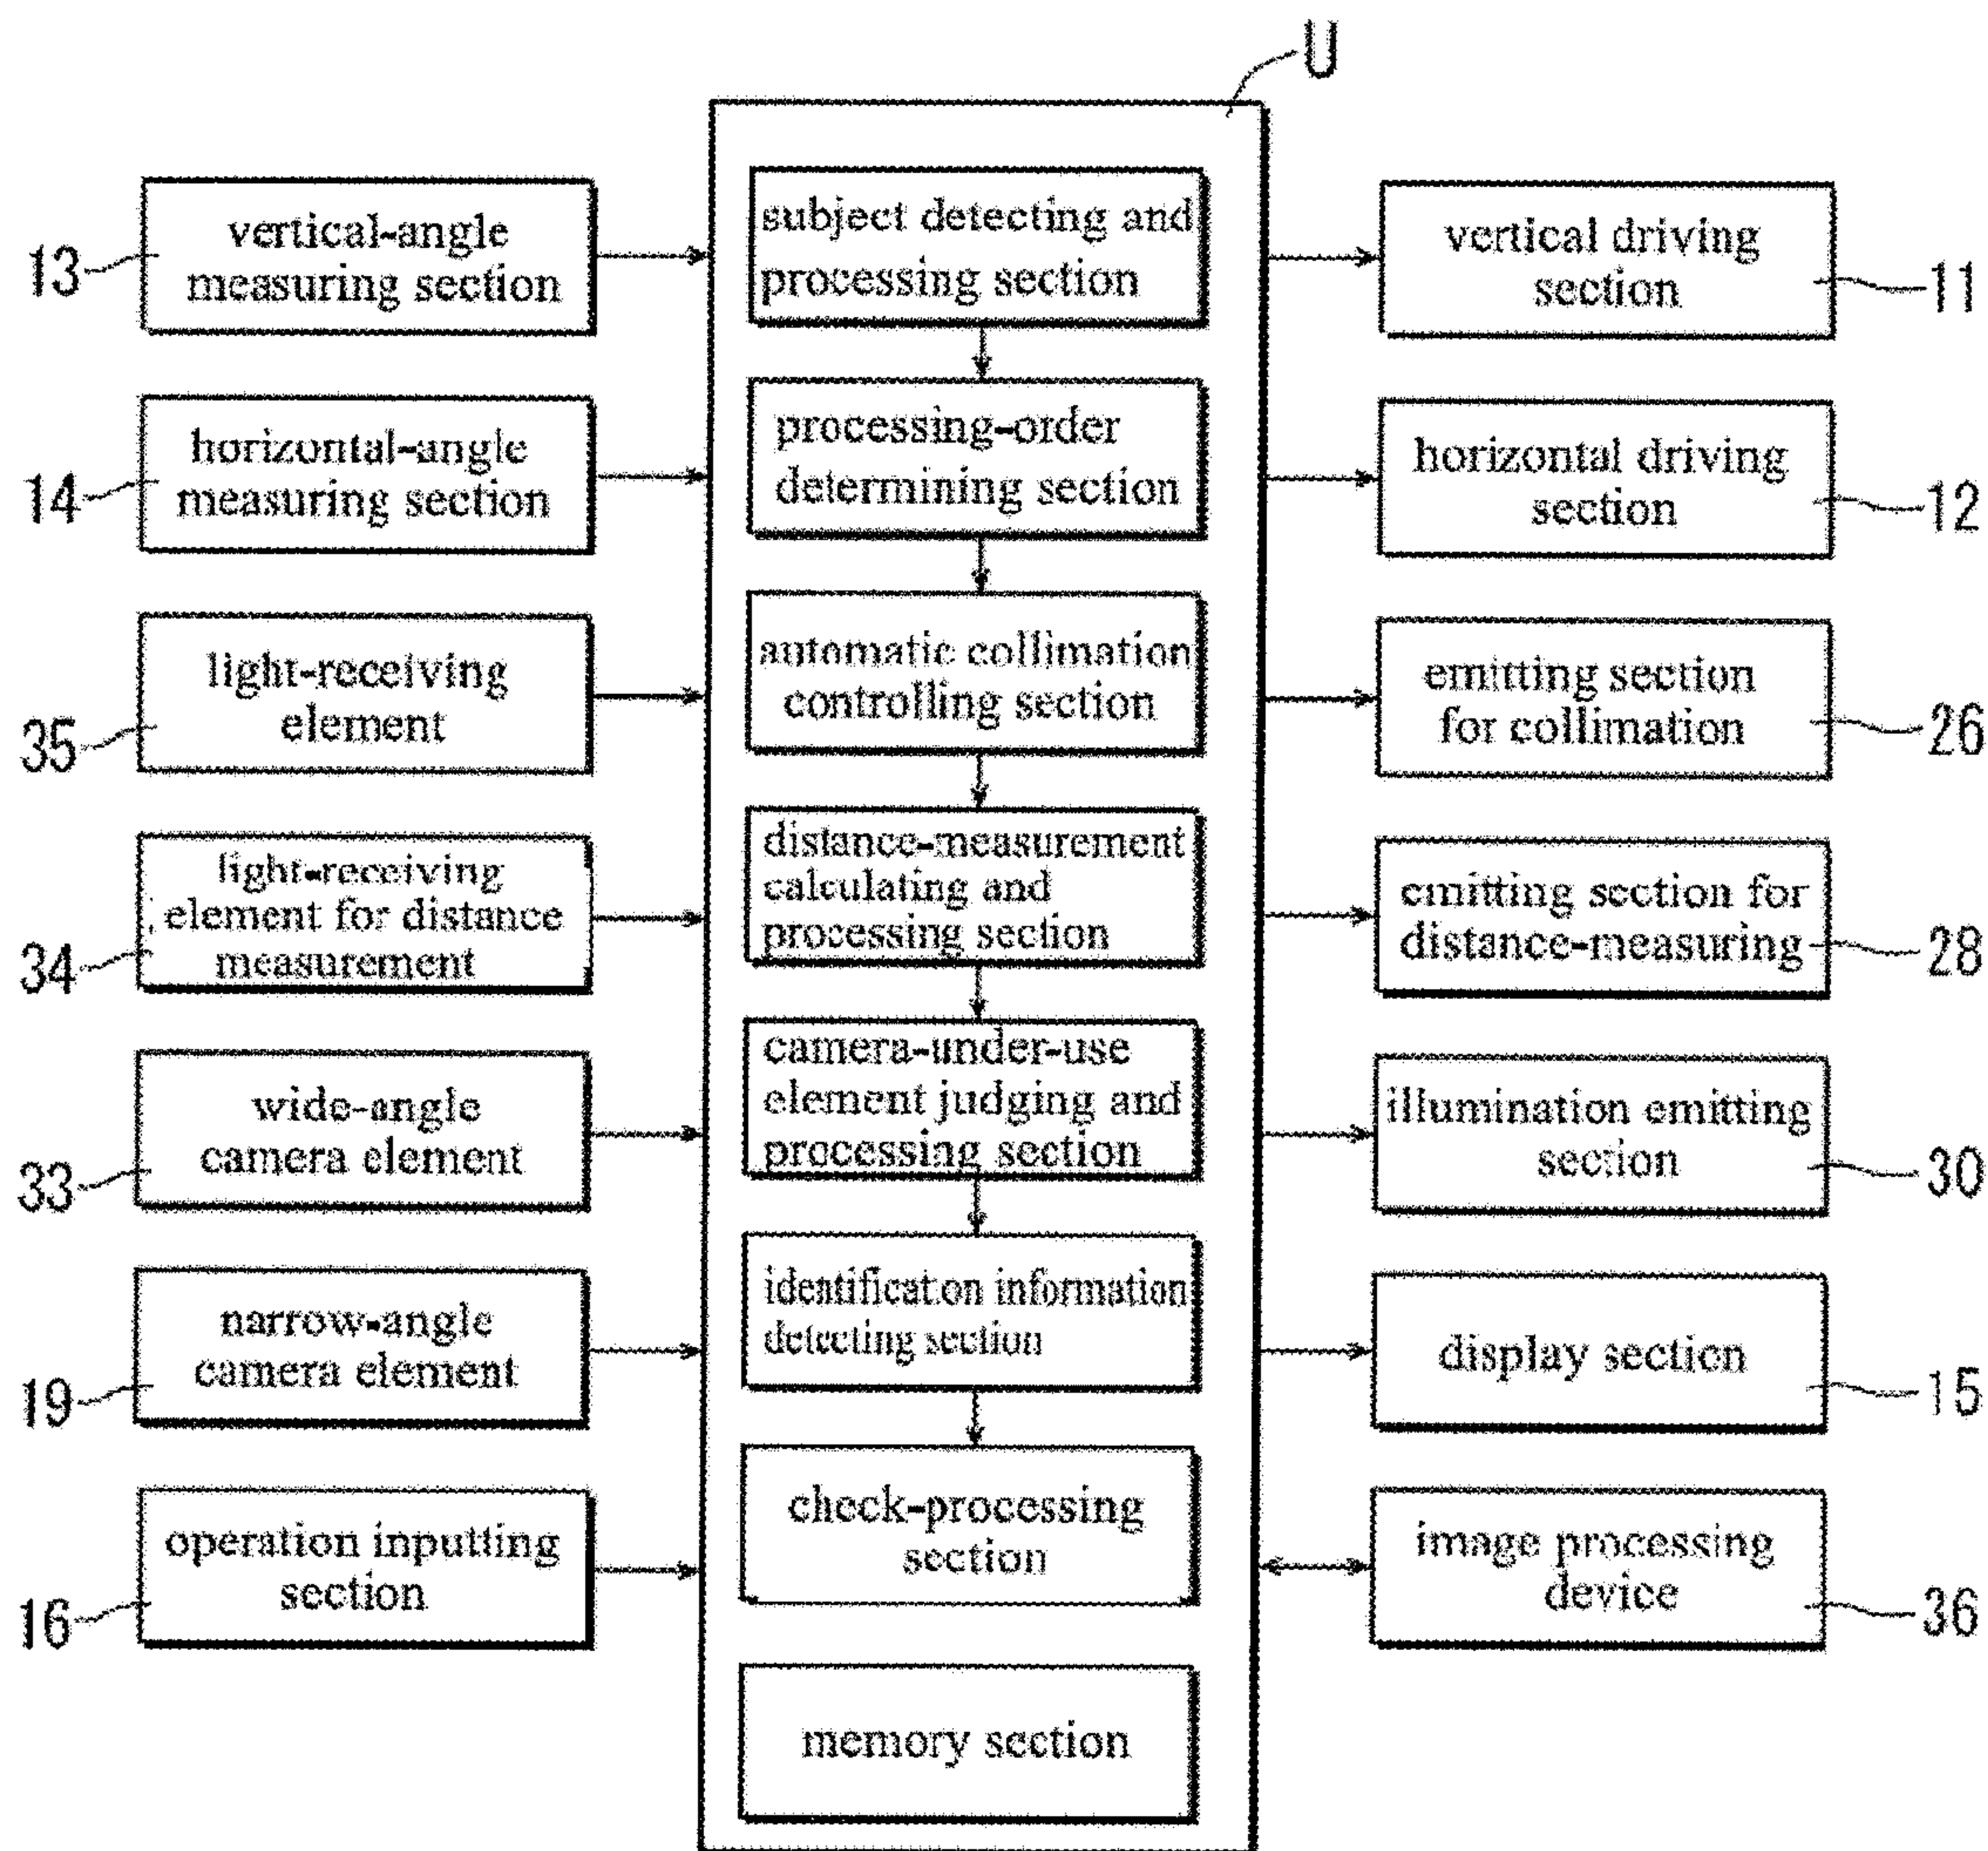 U
vertical-angle
measuring section
13
horizontal-angle
measuring section
14
light-receiving
element
35
light-receiving
element for distance
measurement
34
wide-angle
camera element
33
narrow-angle
camera element
19
operation inputting
section
16
subject detecting and
processing section
processing-order
determining section
automatic collimation
controlling section
distance-measurement
calculating and
processing section
camera-under-use
element judging and
processing section
identification information
detecting section
check-processing
section
memory section
vertical driving
section
11
horizontal driving
section
12
emitting section
for collimation
26
emitting section for
distance-measuring
28
illumination emitting
section
30
display section
15
image processing
device
36